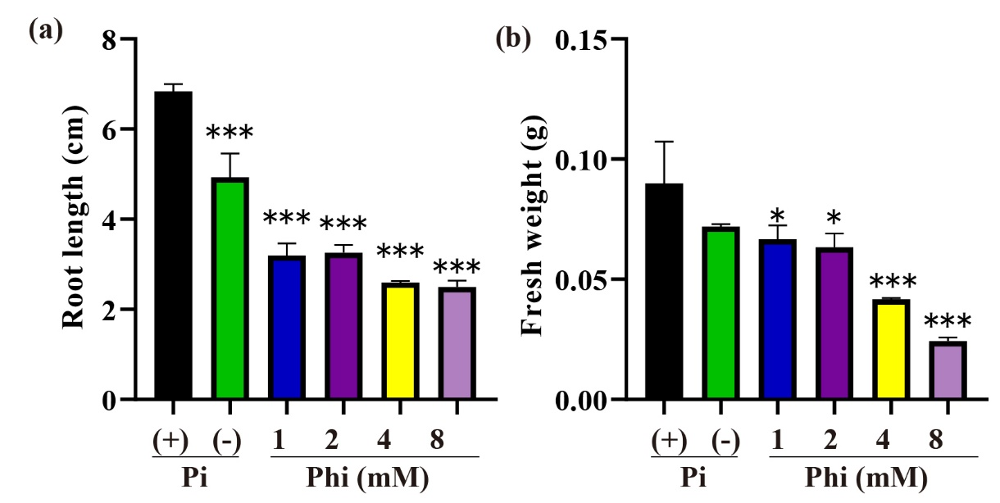 (a)
8
6
4
2
0
Root length (cm)
***
***
***
***
***
(+) (-) 1 2 4 8
Pi Phi (mM)
(b)
0.15
0.10
0.05
0.00
Fresh weight (g)
*
*
***
***
(+) (-) 1 2 4 8
Pi Phi (mM)